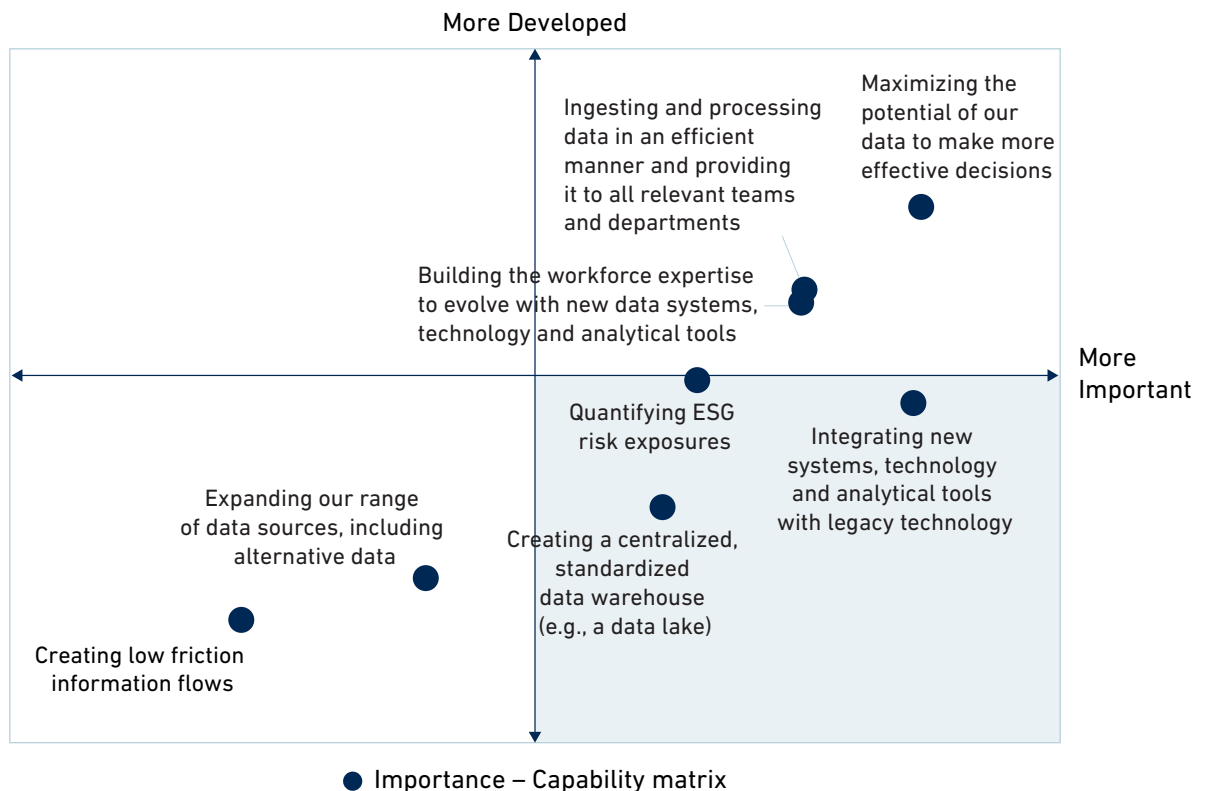 More Developed
Maximizing the
potential of our
data to make more
effective decisions
Ingesting and processing
data in an efficient
manner and providing
it to all relevant teams
and departments
Building the workforce expertise
to evolve with new data systems,
technology and analytical tools
More
Important
Quantifying ESG
risk exposures
Integrating new
systems, technology
and analytical tools
with legacy technology
Expanding our range
of data sources, including
alternative data
Creating a centralized,
standardized
data warehouse
(e.g., a data lake)
Creating low friction
information flows
Importance – Capability matrix